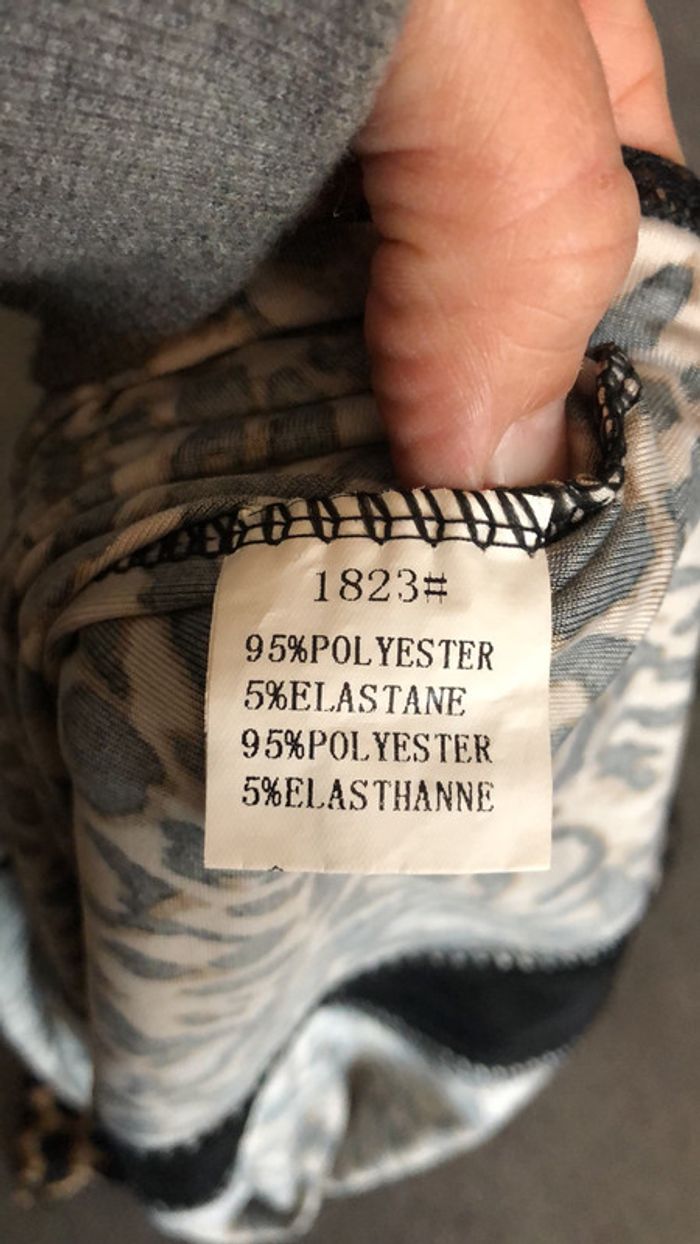 1823#
95%POLYESTER
5%ELASTANE
95%POLYESTER
5%ELASTHANNE